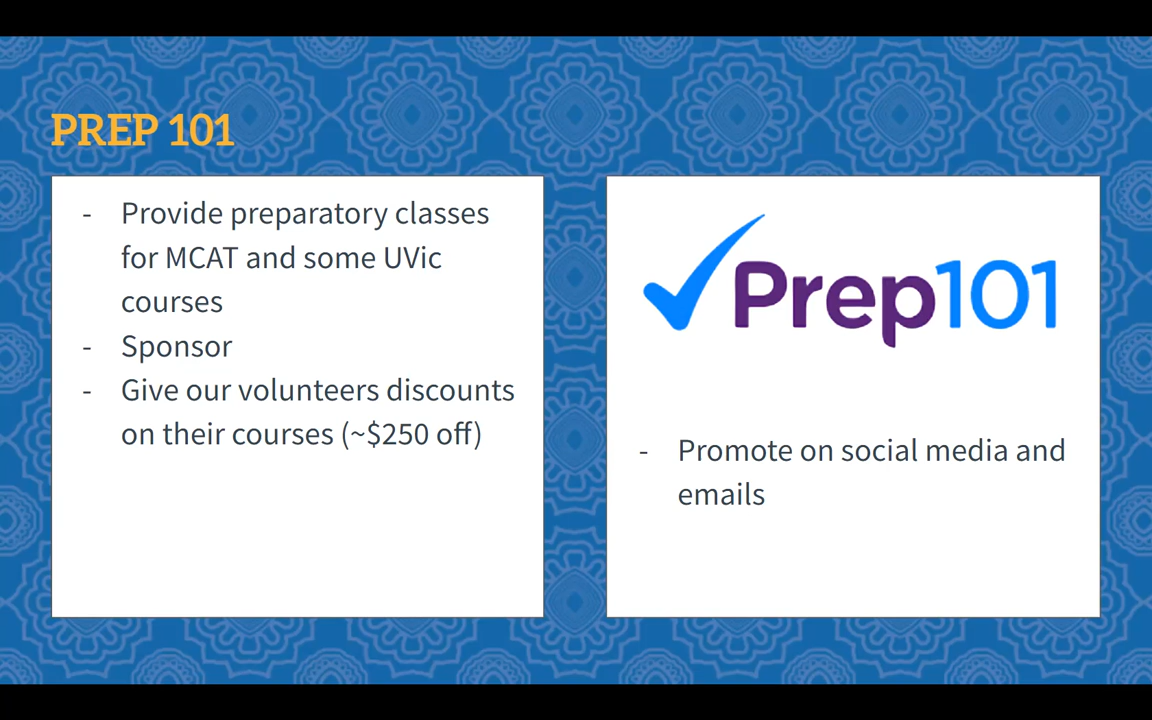 PREP 101
- Provide preparatory classes
for MCAT and some UVic
courses
- Sponsor
- Give our volunteers discounts
on their courses (~$250 off)
Prep101
- Promote on social media and
emails